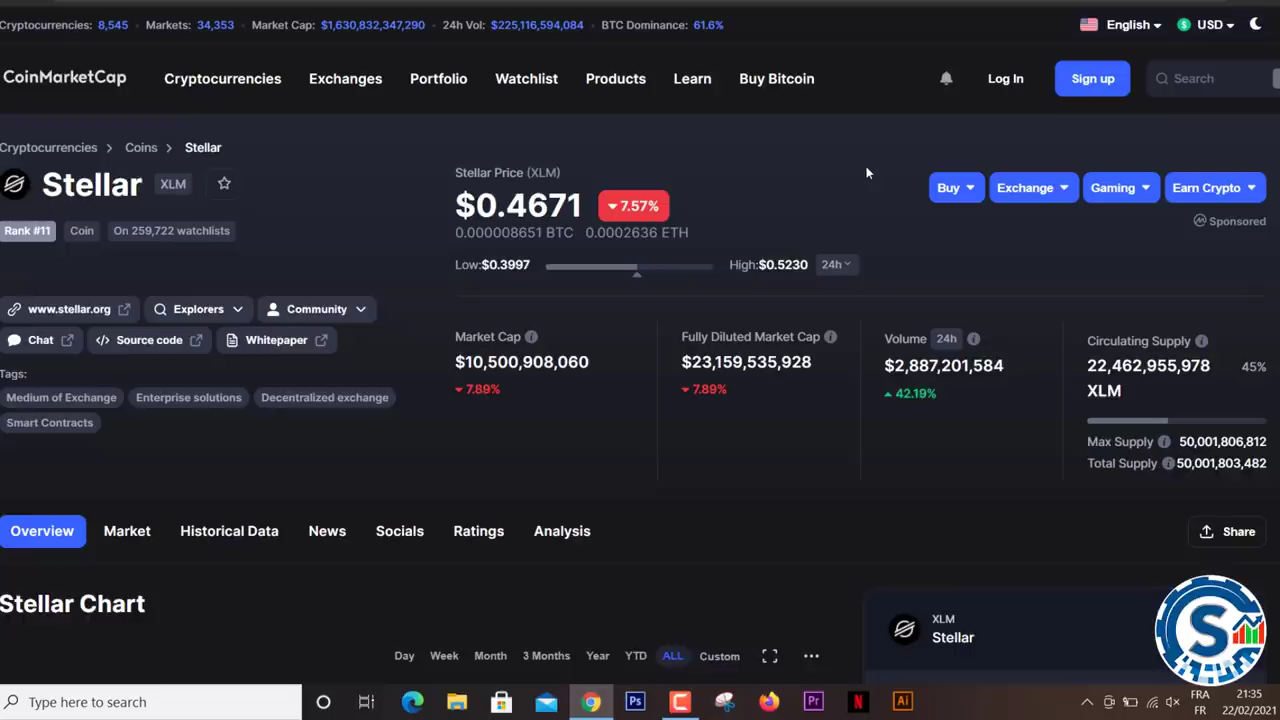 Cryptocurrencies: 8,545 Markets: 34,353 Market Cap: $1,630,832,347,290 24h Vol: $225,116,594,084 BTC Dominance: 61.6% English USD
CoinMarketCap Cryptocurrencies Exchanges Portfolio Watchlist Products Learn Buy Bitcoin Log In Sign up Search
Cryptocurrencies > Coins > Stellar
Stellar XLM
Rank #11 Coin On 259,722 watchlists
www.stellar.org Explorers Community
Chat Source code Whitepaper
Tags:
Medium of Exchange Enterprise solutions Decentralized exchange
Smart Contracts
Stellar Price (XLM)
$0.4671 7.57%
0.000008651 BTC 0.0002636 ETH
Low:$0.3997 High:$0.5230 24h
Buy Exchange Gaming Earn Crypto
Sponsored
Market Cap
$10,500,908,060
7.89%
Fully Diluted Market Cap
$23,159,535,928
7.89%
Volume 24h
$2,887,201,584
42.19%
Circulating Supply
22,462,955,978 45%
XLM
Max Supply 50,001,806,812
Total Supply 50,001,803,482
Overview Market Historical Data News Socials Ratings Analysis Share
Stellar Chart
Day Week Month 3 Months Year YTD ALL Custom
XLM
Stellar
S
Type here to search
Ps Pr N Ai
FRA 21:35
FR 22/02/2021